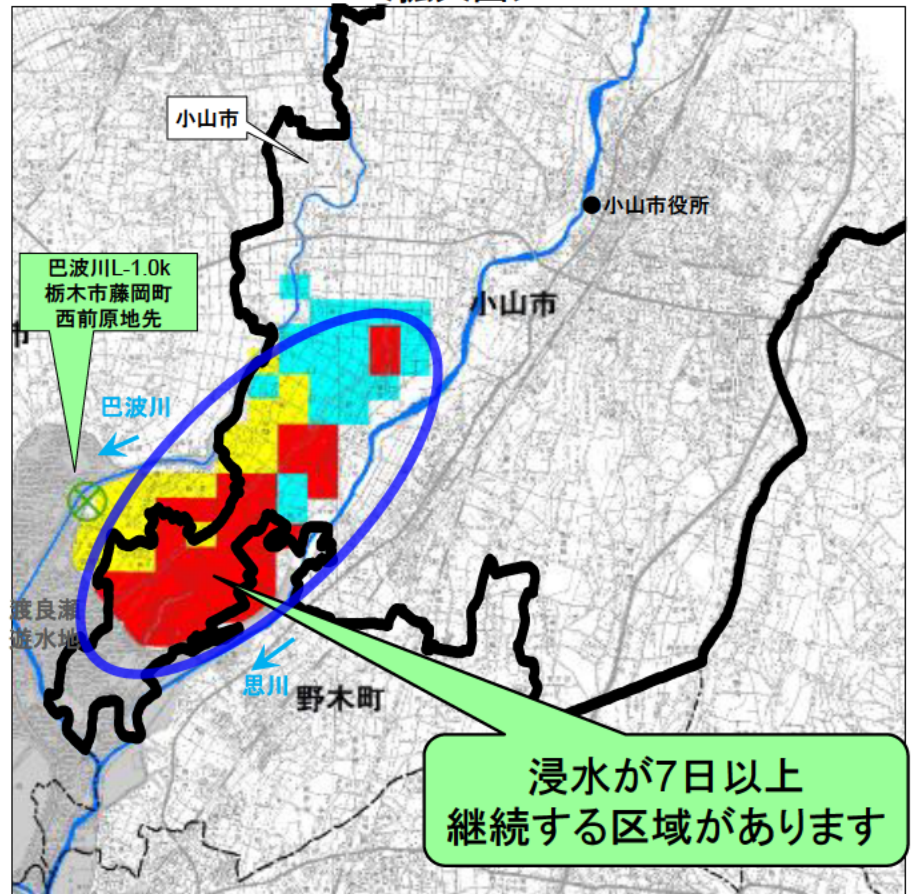 小山市
小山市役所
巴波川L-1.0k
栃木市藤岡町
西前原地先
小山市
市
巴波川
渡良瀬
遊水地
思川
野木町
浸水が7日以上
継続する区域があります